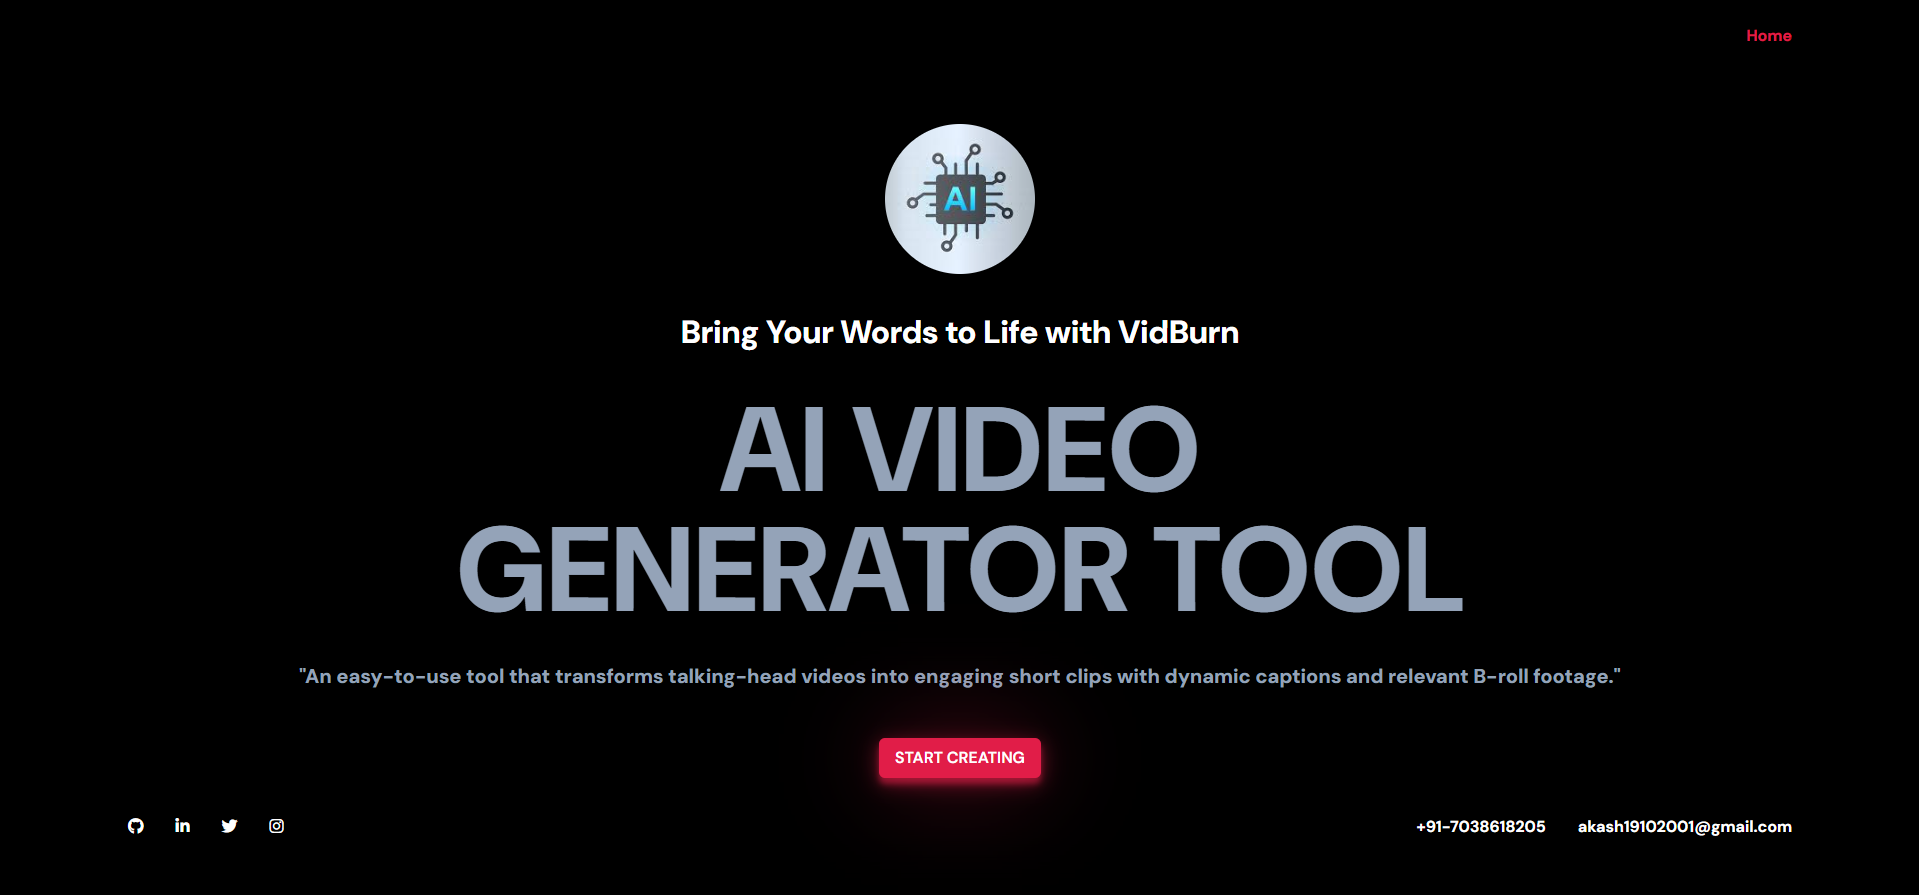 Home
AI
Bring Your Words to Life with VidBurn
AI VIDEO
GENERATOR TOOL
"An easy-to-use tool that transforms talking-head videos into engaging short clips with dynamic captions and relevant B-roll footage."
START CREATING
+91-7038618205 akash19102001@gmail.com